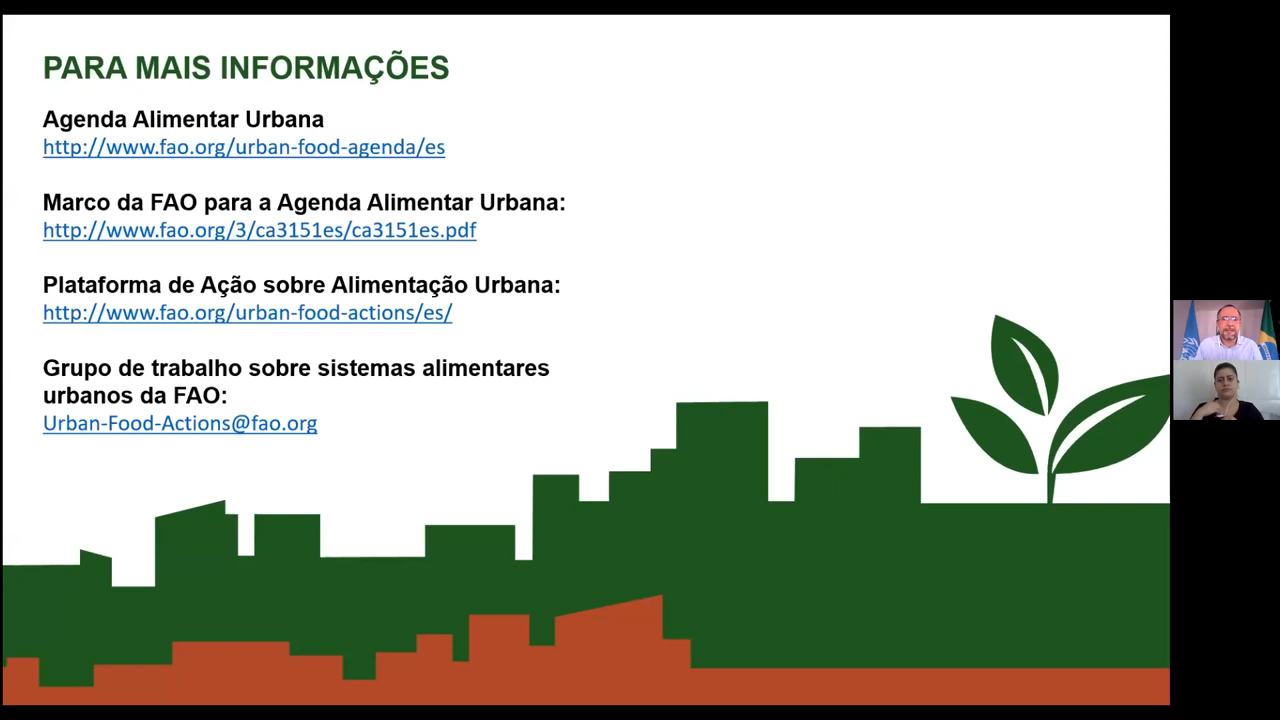 PARA MAIS INFORMAÇÕES
Agenda Alimentar Urbana
http://www.fao.org/urban-food-agenda/es
Marco da FAO para a Agenda Alimentar Urbana:
http://www.fao.org/3/ca3151es/ca3151es.pdf
Plataforma de Ação sobre Alimentação Urbana:
http://www.fao.org/urban-food-actions/es/
Grupo de trabalho sobre sistemas alimentares
urbanos da FAO:
Urban-Food-Actions@fao.org